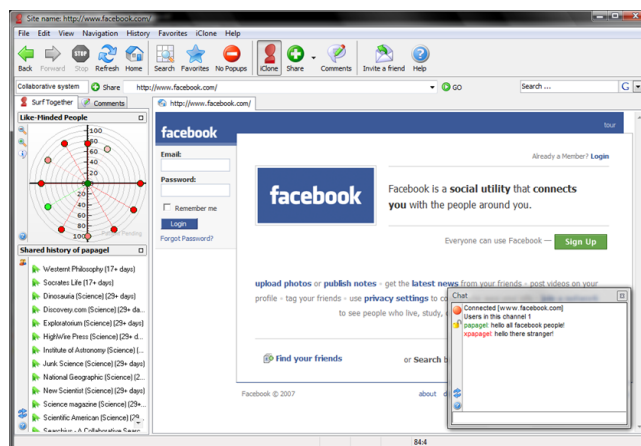 Site name: http://www.facebook.com/
File Edit View Navigation History Favorites iClone Help
Back Forward Stop Refresh Home Search Favorites No Popups iClone Share Comments Invite a friend Help
STOP
Collaborative system Share http://www.facebook.com/ GO Search ... G
Surf Together Comments
http://www.facebook.com/
Like-Minded People
100
80
60
40
20
20
40
60
80
100
Pending
Shared history of papagel
Western Philosophy (17+ days)
Socrates Life (17+ days)
Dinosauria (Science) (29+ days)
Discovery.com (Science) (29+ da...
Exploratorium (Science) (29+ da...
HighWire Press (Science) (29+ d...
Institute of Astronomy (Science) (...
Junk Science (Science) (29+ da...
National Geographic (Science) (2...
New Scientist (Science) (29+ da...
Science magazine (Science) (29+...
Scientific American (Science) (29...
Searchius - A Collaborative Searc...
facebook
tour
Email:
Password:
Remember me
Login
Forgot Password?
Already a Member? Login
facebook
Facebook is a social utility that connects
you with the people around you.
Everyone can use Facebook — Sign Up
upload photos or publish notes - get the latest news from your friends - post videos on your
profile - tag your friends - use privacy settings to co
to see people who live, study,
Find your friends or Search b
Facebook © 2007 about d
Chat
Connected [www.facebook.com]
Users in this channel 1
papagel: hello all facebook people!
xpapagel: hello there stranger!
84:4